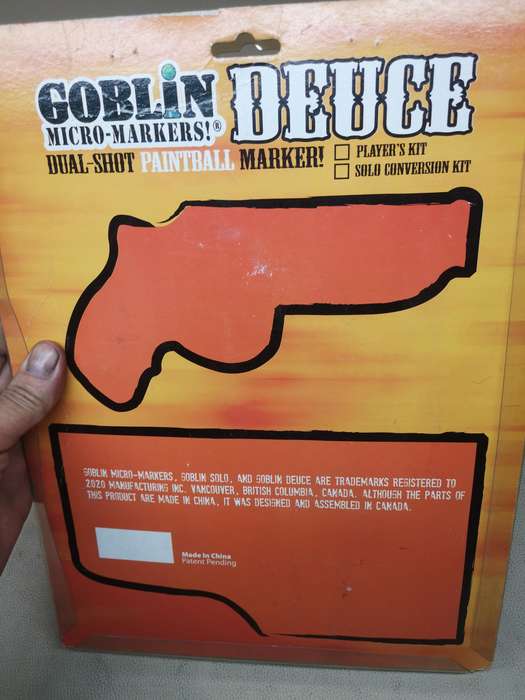 GOBLiN
DEUCE
MICRO-MARKERS!®
DUAL-SHOT PAINTBALL MARKER!
PLAYER'S KIT
SOLO CONVERSION KIT
GOBLIN MICRO-MARKERS, GOBLIN SOLO, AND GOBLIN DEUCE ARE TRADEMARKS REGISTERED TO
2020 MANUFACTURING INC. VANCOUVER, BRITISH COLUMBIA, CANADA. ALTHOUGH THE PARTS OF
THIS PRODUCT ARE MADE IN CHINA, IT WAS DESIGNED AND ASSEMBLED IN CANADA.
Made In China
Patent Pending